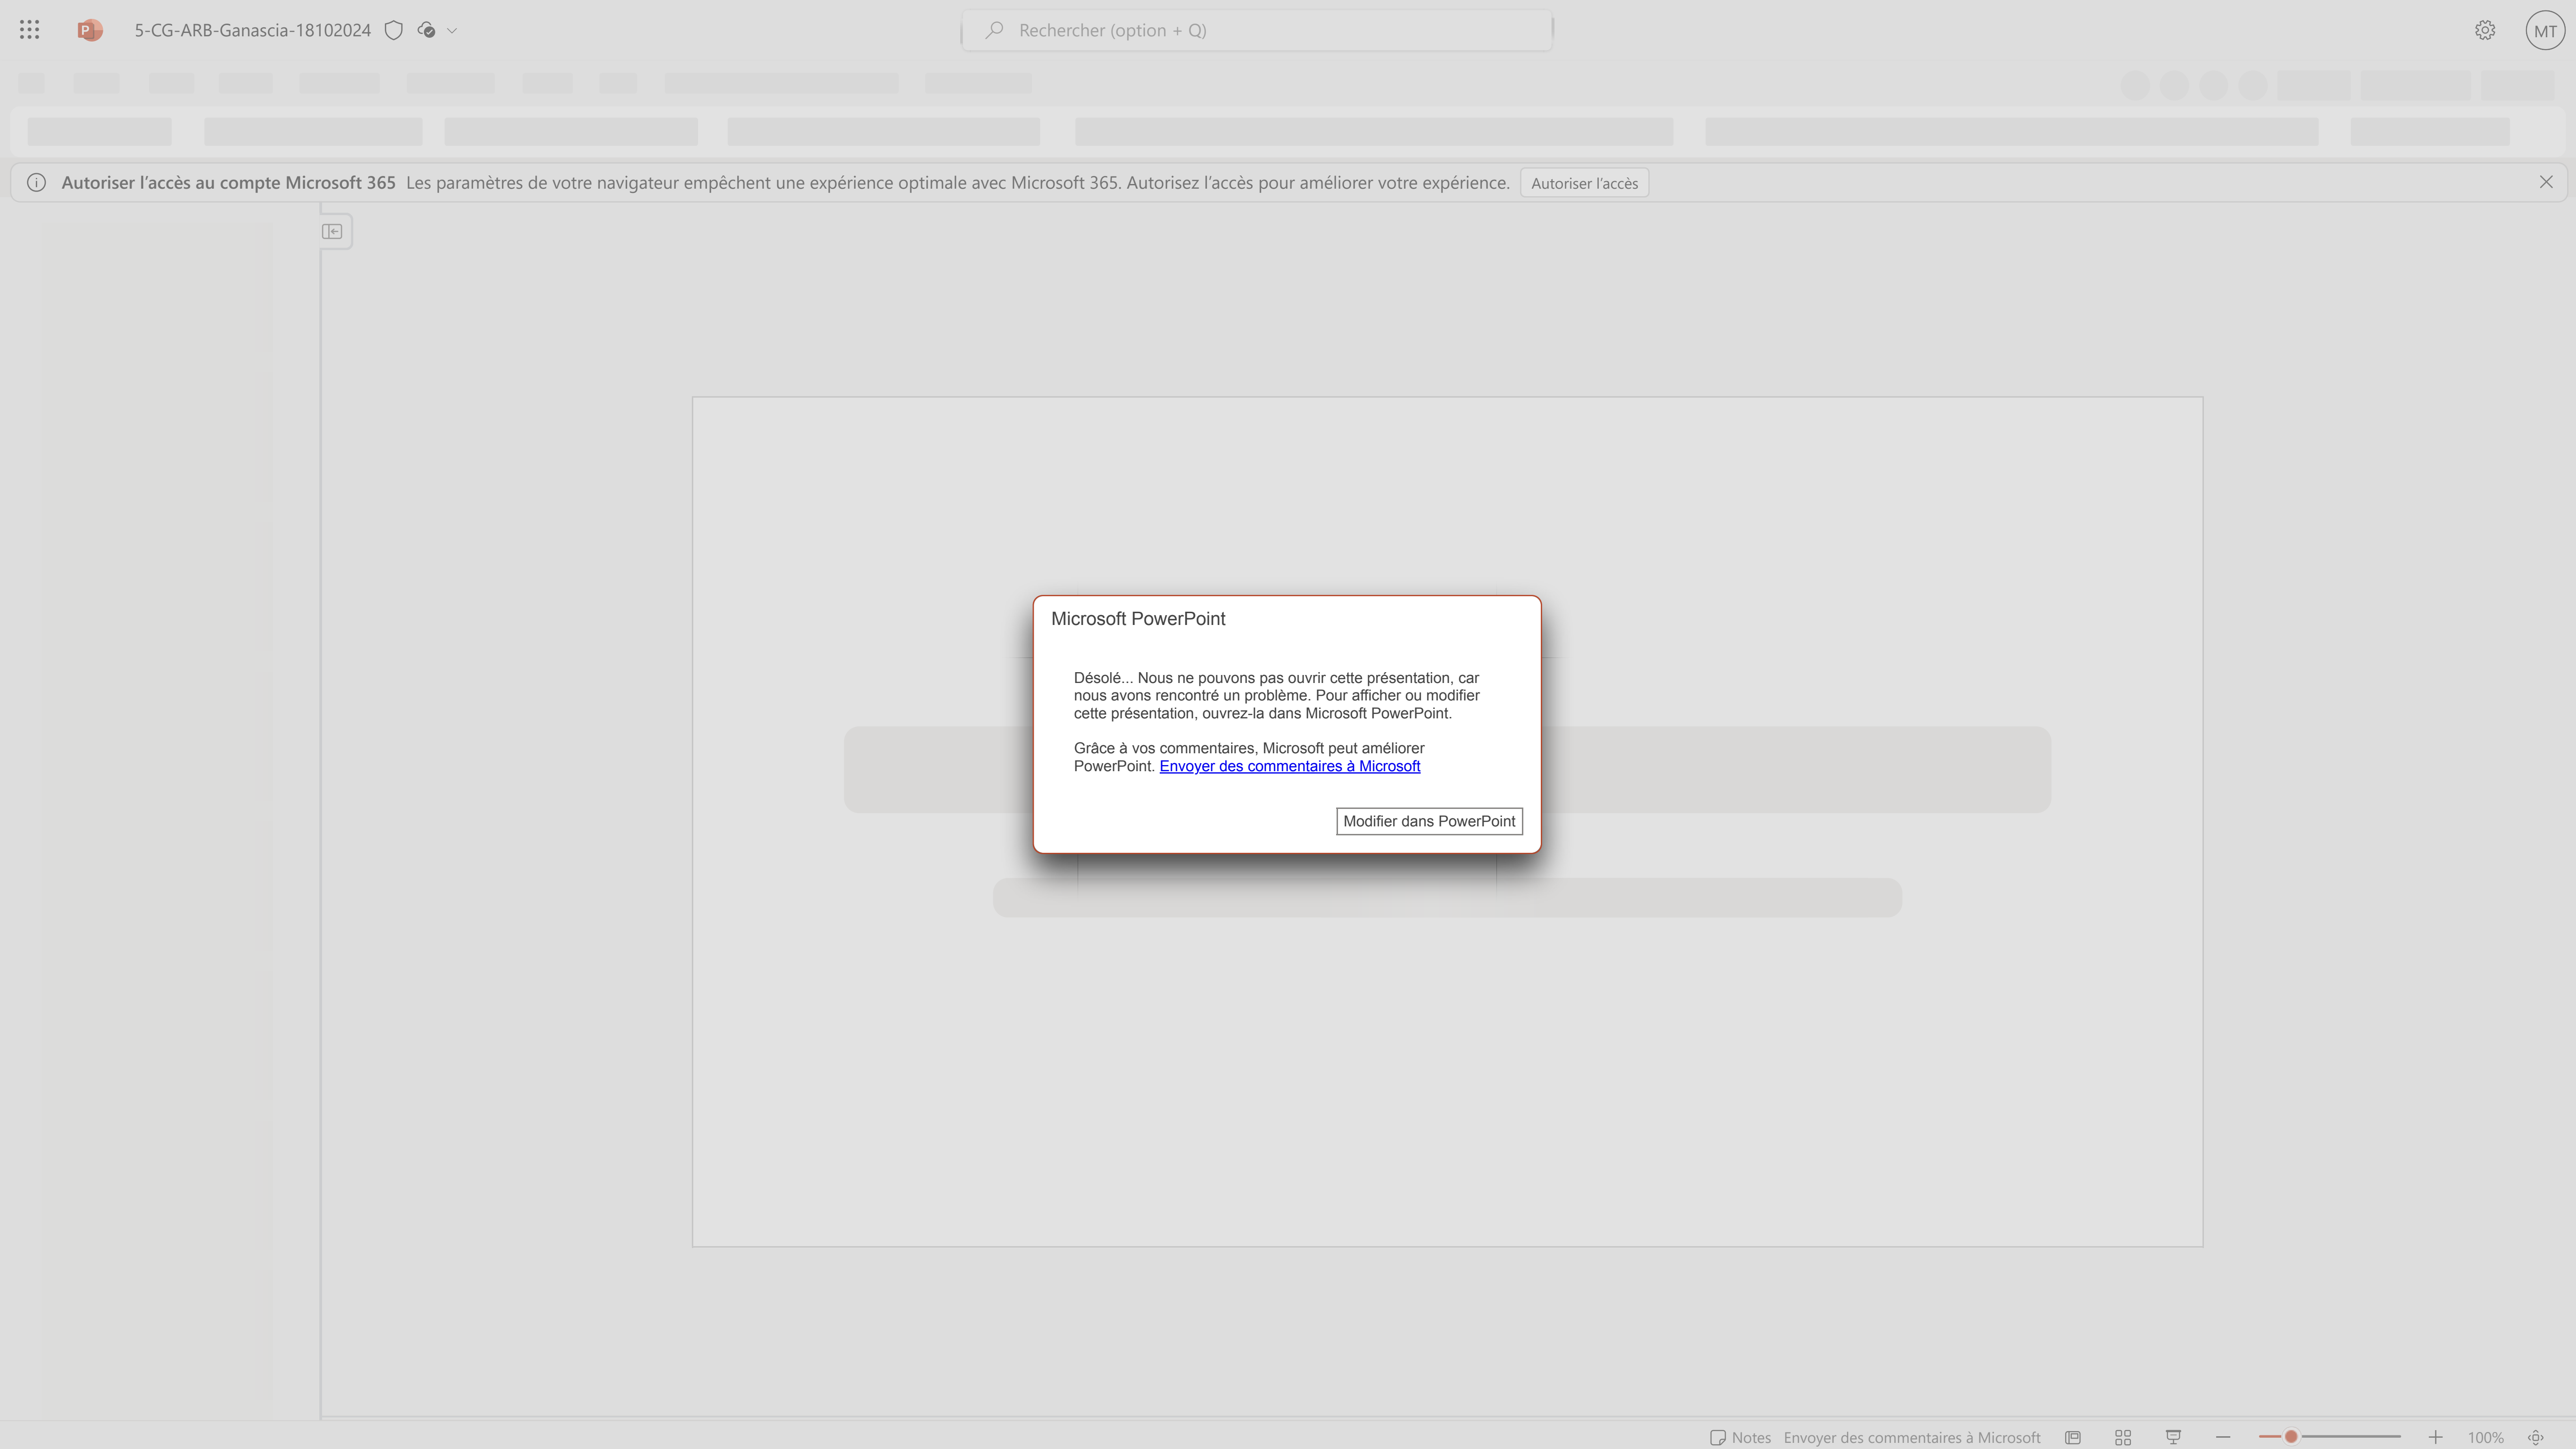 5-CG-ARB-Ganascia-18102024
Rechercher (option + Q)
MT
Autoriser l’accès au compte Microsoft 365 Les paramètres de votre navigateur empêchent une expérience optimale avec Microsoft 365. Autorisez l’accès pour améliorer votre expérience. Autoriser l’accès
Microsoft PowerPoint
Désolé... Nous ne pouvons pas ouvrir cette présentation, car
nous avons rencontré un problème. Pour afficher ou modifier
cette présentation, ouvrez-la dans Microsoft PowerPoint.
Grâce à vos commentaires, Microsoft peut améliorer
PowerPoint. Envoyer des commentaires à Microsoft
Modifier dans PowerPoint
Notes Envoyer des commentaires à Microsoft 100%